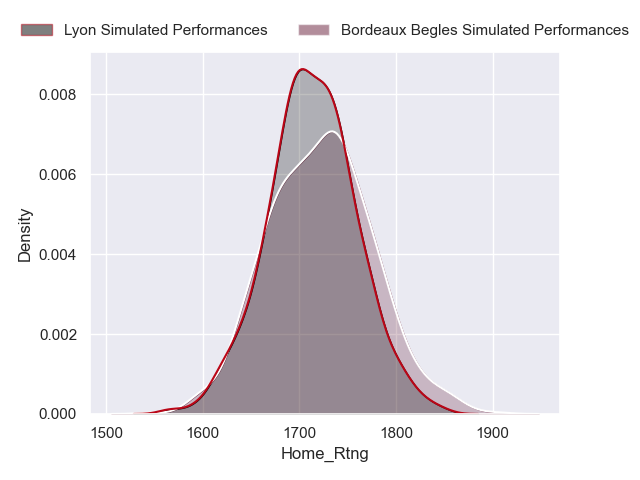 Lyon Simulated Performances
Bordeaux Begles Simulated Performances
0.008
0.006
0.004
0.002
0.000
Density
1500
1600
1700
1800
1900
Home_Rtng